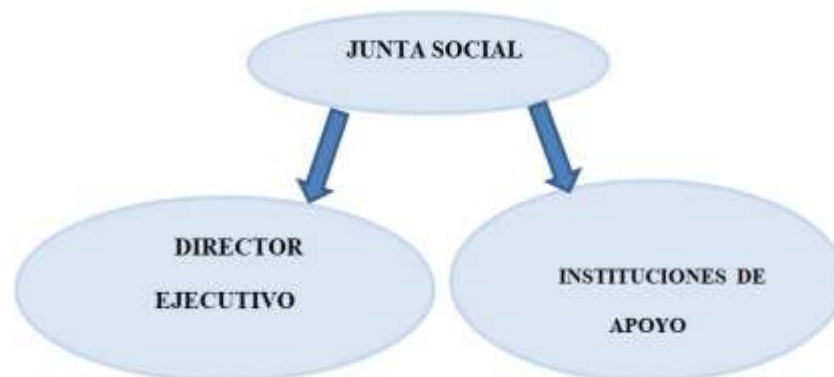 JUNTA SOCIAL
DIRECTOR
EJECUTIVO
INSTITUCIONES DE
APOYO